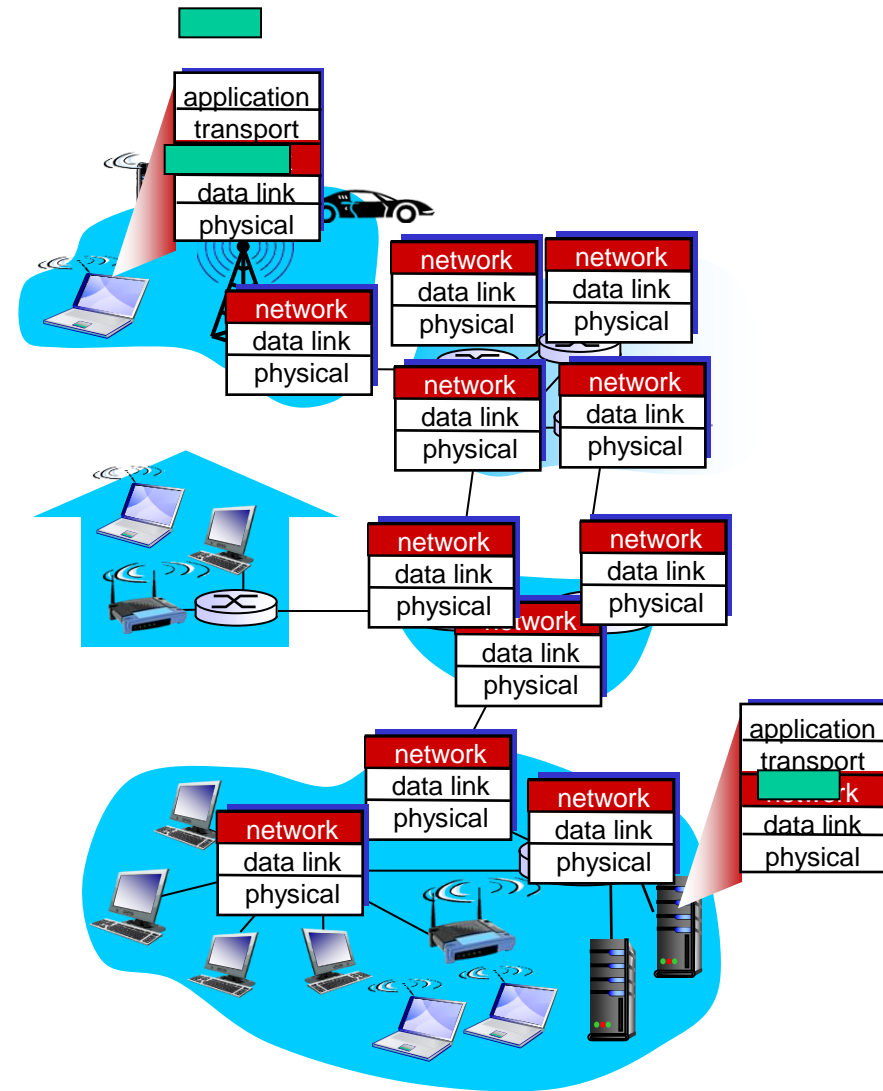 application
transport
data link
physical
network
data link
physical
network
data link
physical
network
data link
physical
network
data link
physical
network
data link
physical
network
data link
physical
network
data link
physical
network
data link
physical
network
data link
physical
network
data link
physical
network
data link
physical
application
transport
network
data link
physical